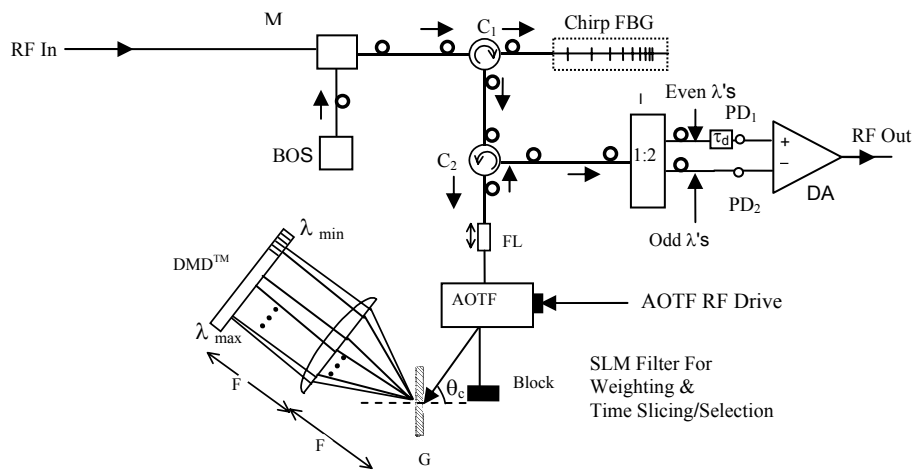 M
C1
Chirp FBG
RF In
BOS
I
Even λ's
PD1
τd
+
RF Out
1:2
−
C2
DA
PD2
Odd λ's
FL
λ min
DMD™
AOTF
AOTF RF Drive
λmax
F
F
θc
Block
SLM Filter For
Weighting &
Time Slicing/Selection
G